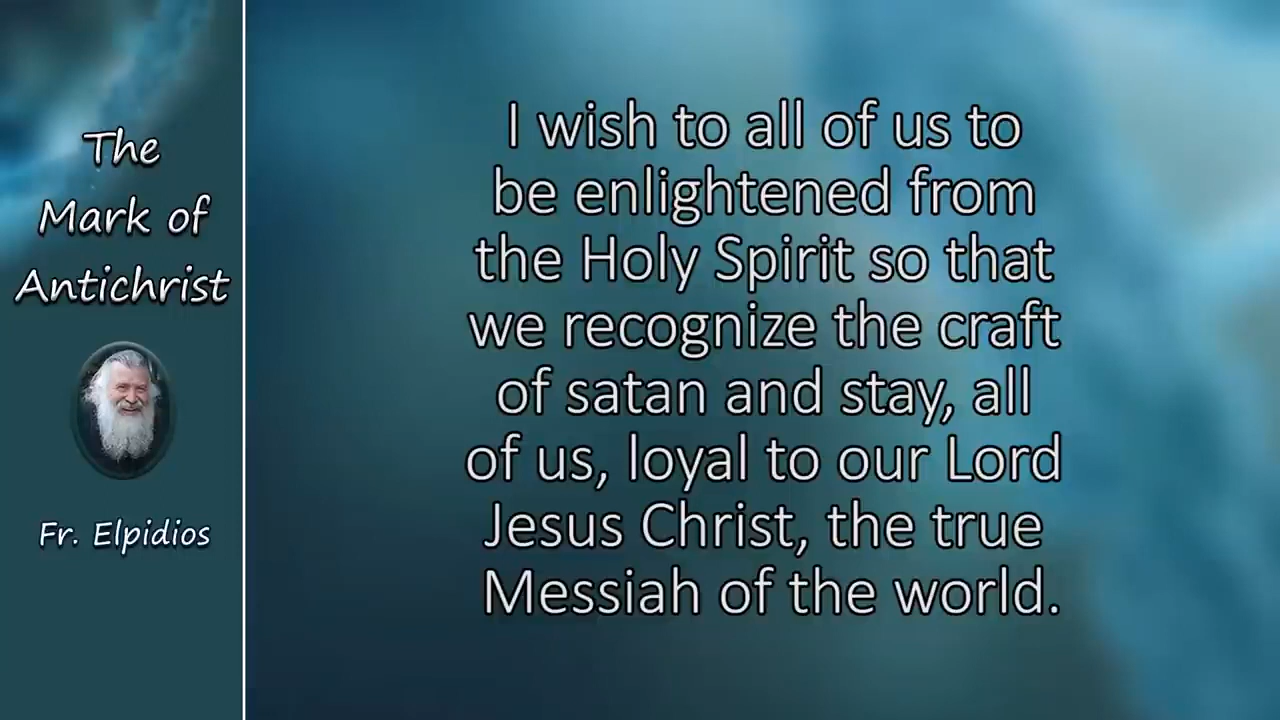 The
Mark of
Antichrist
Fr. Elpidios
I wish to all of us to
be enlightened from
the Holy Spirit so that
we recognize the craft
of satan and stay, all
of us, loyal to our Lord
Jesus Christ, the true
Messiah of the world.